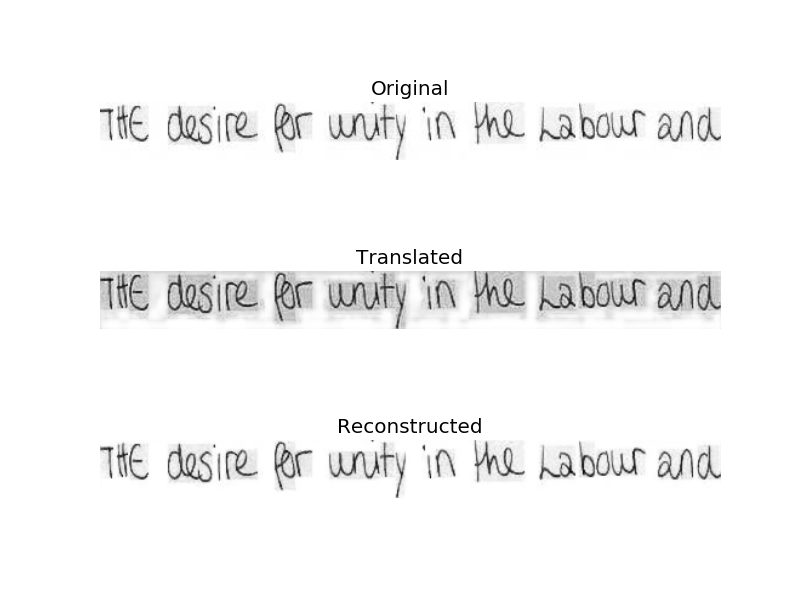 Original
THE desire for unity in the Labour and
Translated
THE desire for unity in the Labour and
Reconstructed
THE desire for unity in the Labour and